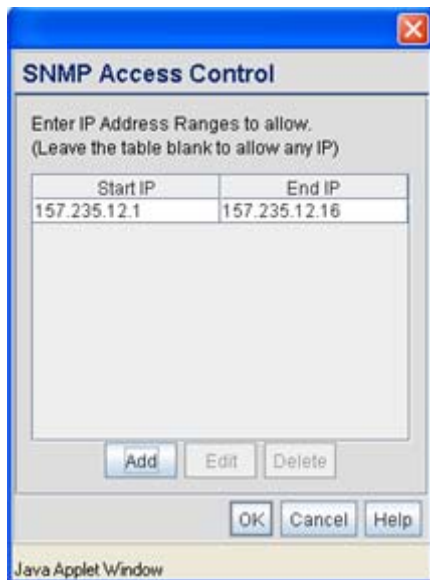 SNMP Access Control
Enter IP Address Ranges to allow.
(Leave the table blank to allow any IP)
Start IP End IP
157.235.12.1 157.235.12.16
Add Edit Delete
OK Cancel Help
Java Applet Window